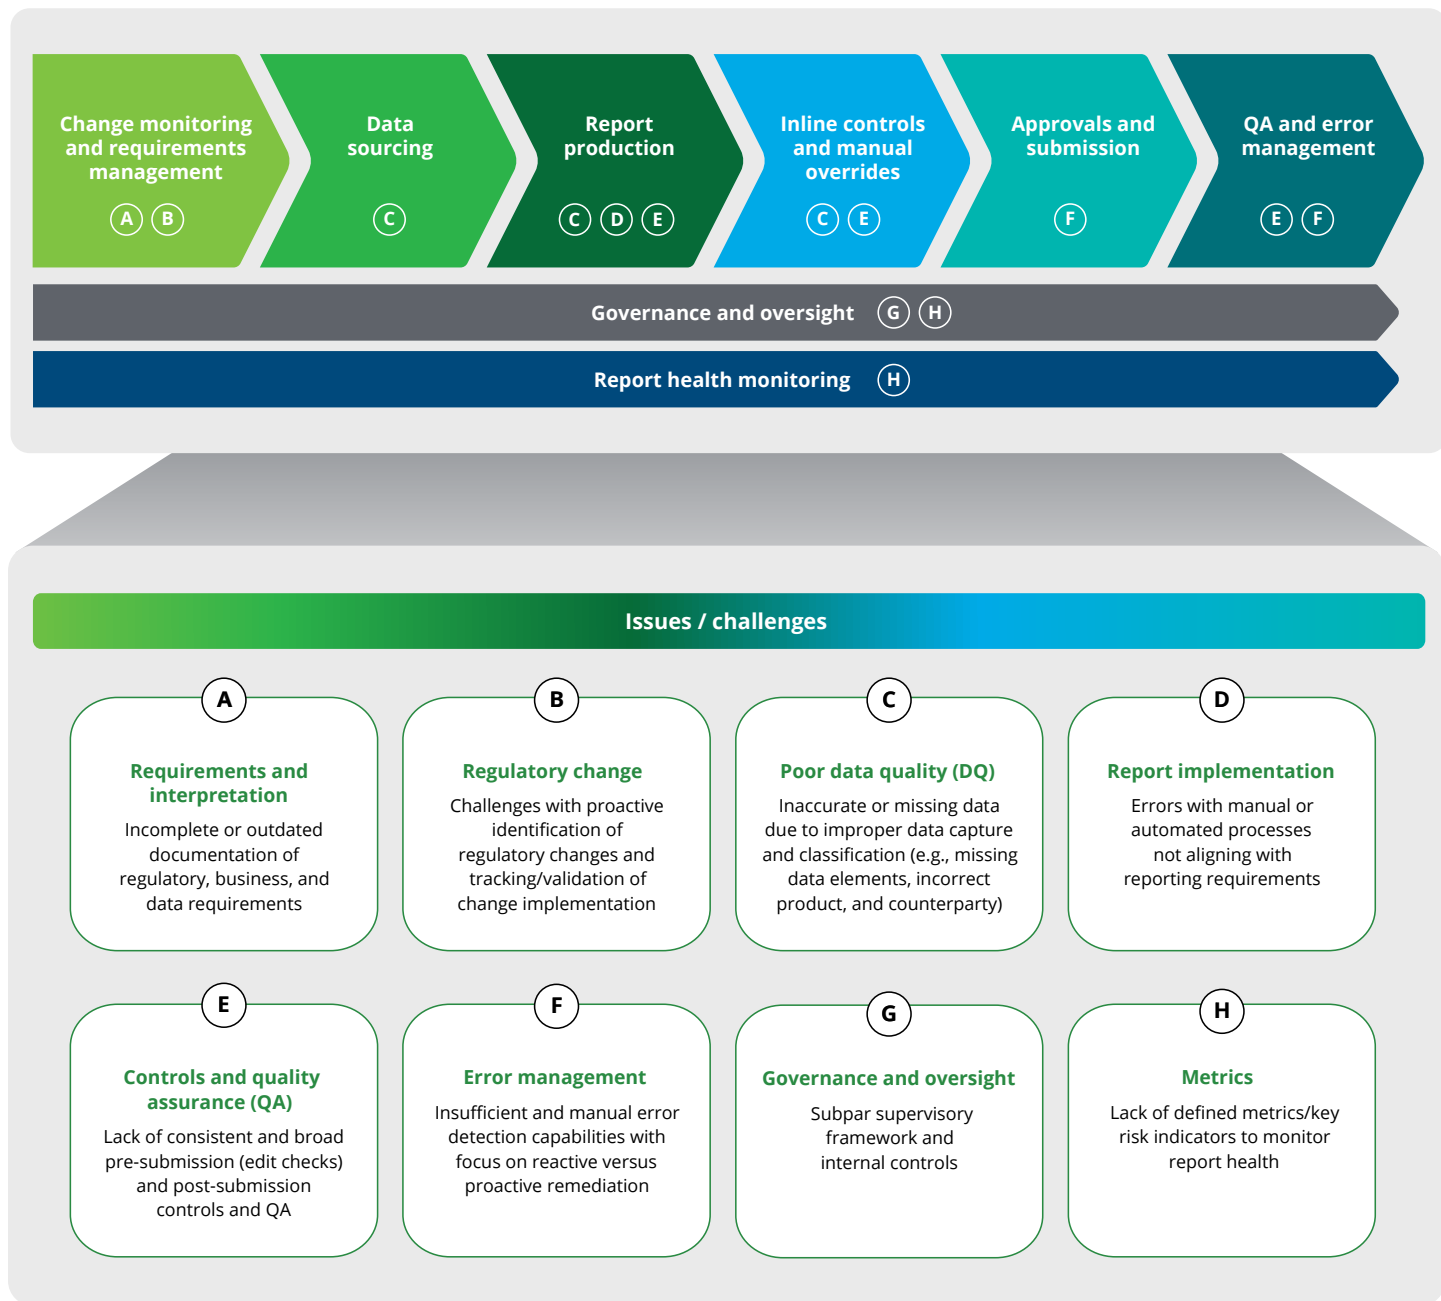 Change monitoring
and requirements
management
A B
Data
sourcing
C
Report
production
C D E
Inline controls
and manual
overrides
C E
Approvals and
submission
F
QA and error
management
E F
Governance and oversight G H
Report health monitoring H
Issues / challenges
A
Requirements and
interpretation
Incomplete or outdated
documentation of
regulatory, business, and
data requirements
B
Regulatory change
Challenges with proactive
identification of
regulatory changes and
tracking/validation of
change implementation
C
Poor data quality (DQ)
Inaccurate or missing data
due to improper data capture
and classification (e.g., missing
data elements, incorrect
product, and counterparty)
D
Report implementation
Errors with manual or
automated processes
not aligning with
reporting requirements
E
Controls and quality
assurance (QA)
Lack of consistent and broad
pre-submission (edit checks)
and post-submission
controls and QA
F
Error management
Insufficient and manual error
detection capabilities with
focus on reactive versus
proactive remediation
G
Governance and oversight
Subpar supervisory
framework and
internal controls
H
Metrics
Lack of defined metrics/key
risk indicators to monitor
report health